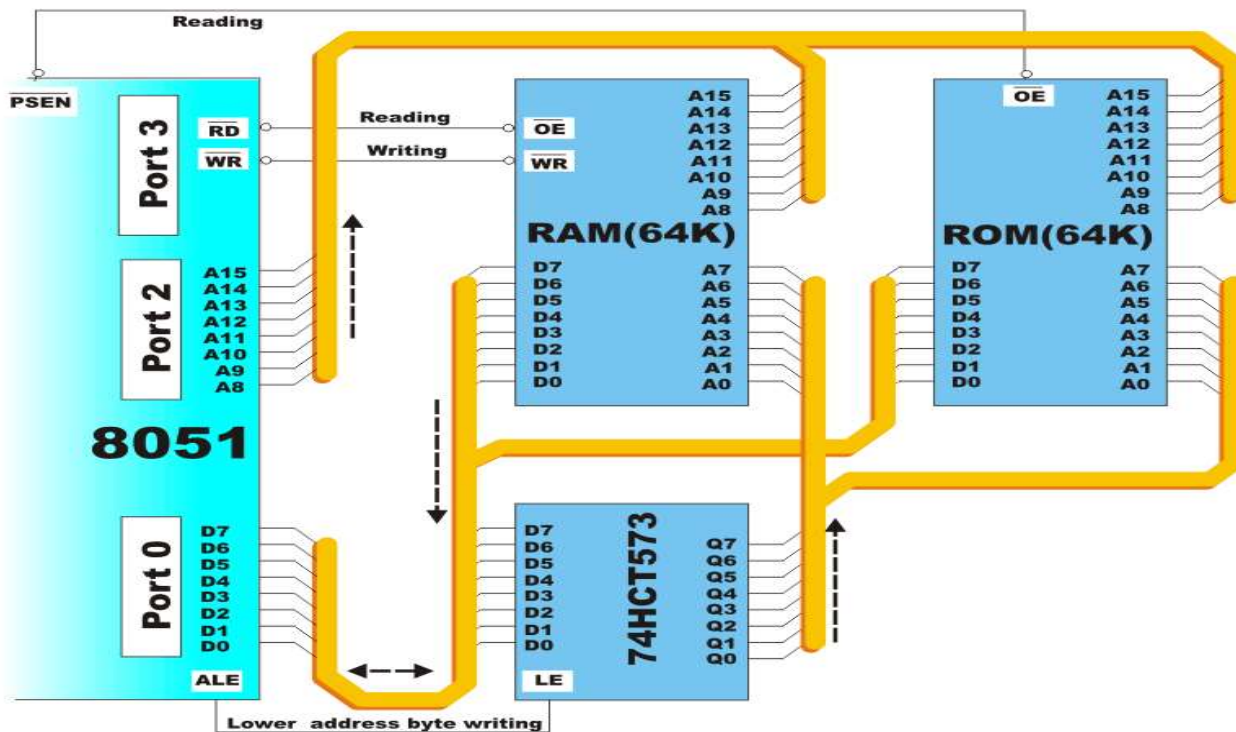 Reading
PSEN
Port 3
RD
WR
Reading
Writing
OE
WR
A15
A14
A13
A12
A11
A10
A9
A8
RAM(64K)
D7
D6
D5
D4
D3
D2
D1
D0
A7
A6
A5
A4
A3
A2
A1
A0
OE
A15
A14
A13
A12
A11
A10
A9
A8
ROM(64K)
D7
D6
D5
D4
D3
D2
D1
D0
A7
A6
A5
A4
A3
A2
A1
A0
Port 2
A15
A14
A13
A12
A11
A10
A9
A8
8051
Port 0
D7
D6
D5
D4
D3
D2
D1
D0
ALE
D7
D6
D5
D4
D3
D2
D1
D0
LE
74HCT573
Q7
Q6
Q5
Q4
Q3
Q2
Q1
Q0
Lower address byte writing